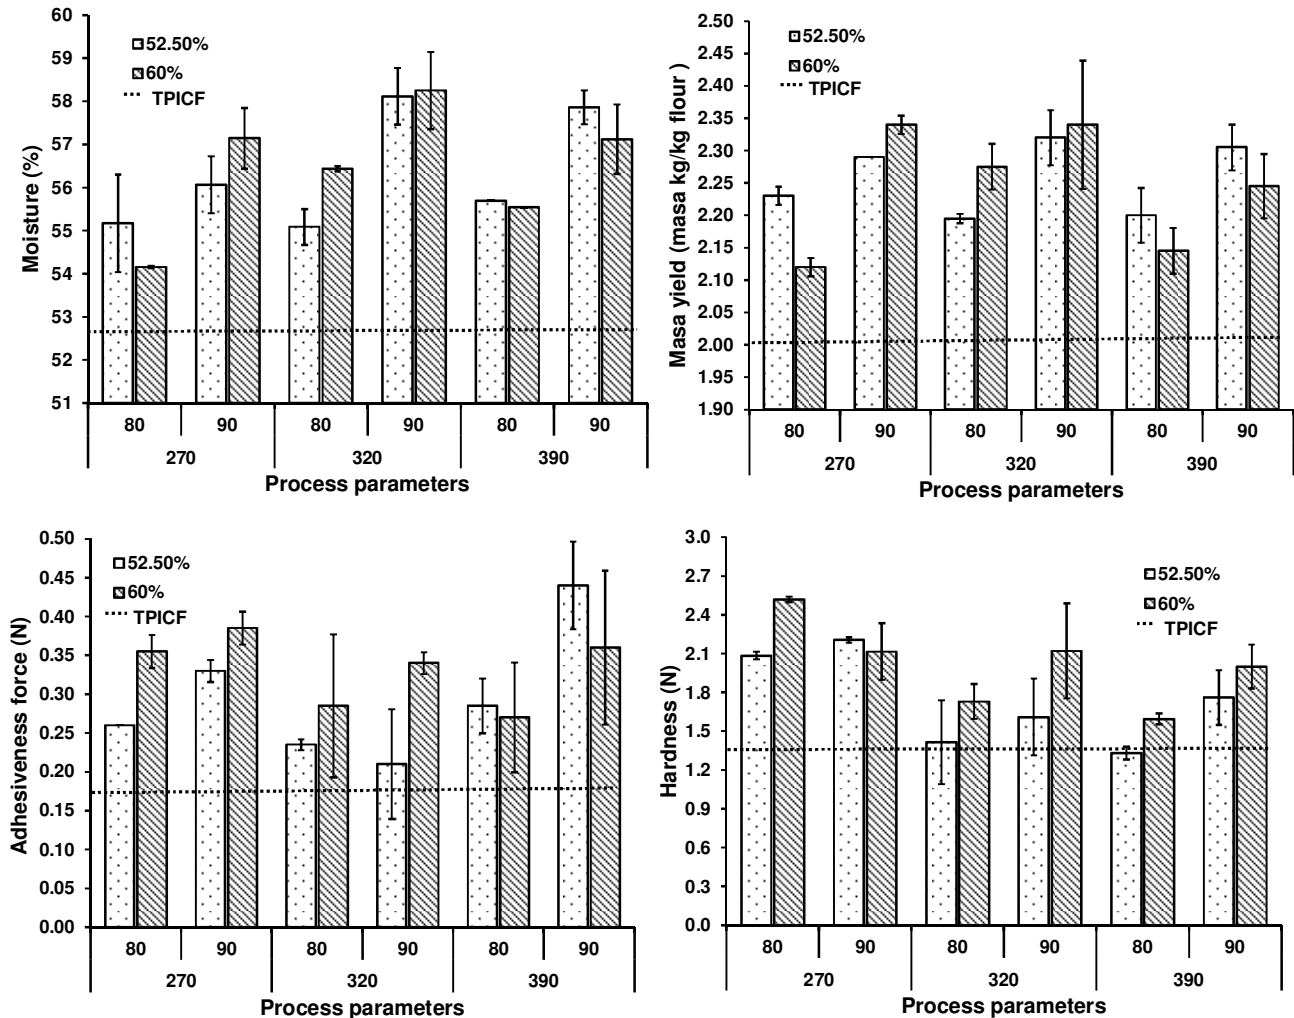 60
59
58
57
56
55
54
53
52
51
Moisture (%)
52.50%
60%
TPICF
80 90 80 90 80 90
270 320 390
Process parameters
2.50
2.45
2.40
2.35
2.30
2.25
2.20
2.15
2.10
2.05
2.00
1.95
1.90
Masa yield (masa kg/kg flour )
52.50%
60%
TPICF
80 90 80 90 80 90
270 320 390
Process parameters
0.50
0.45
0.40
0.35
0.30
0.25
0.20
0.15
0.10
0.05
0.00
Adhesiveness force (N)
52.50%
60%
TPICF
80 90 80 90 80 90
270 320 390
Process parameters
3.0
2.7
2.4
2.1
1.8
1.5
1.2
0.9
0.6
0.3
0.0
Hardness (N)
52.50%
60%
TPICF
80 90 80 90 80 90
270 320 390
Process parameters